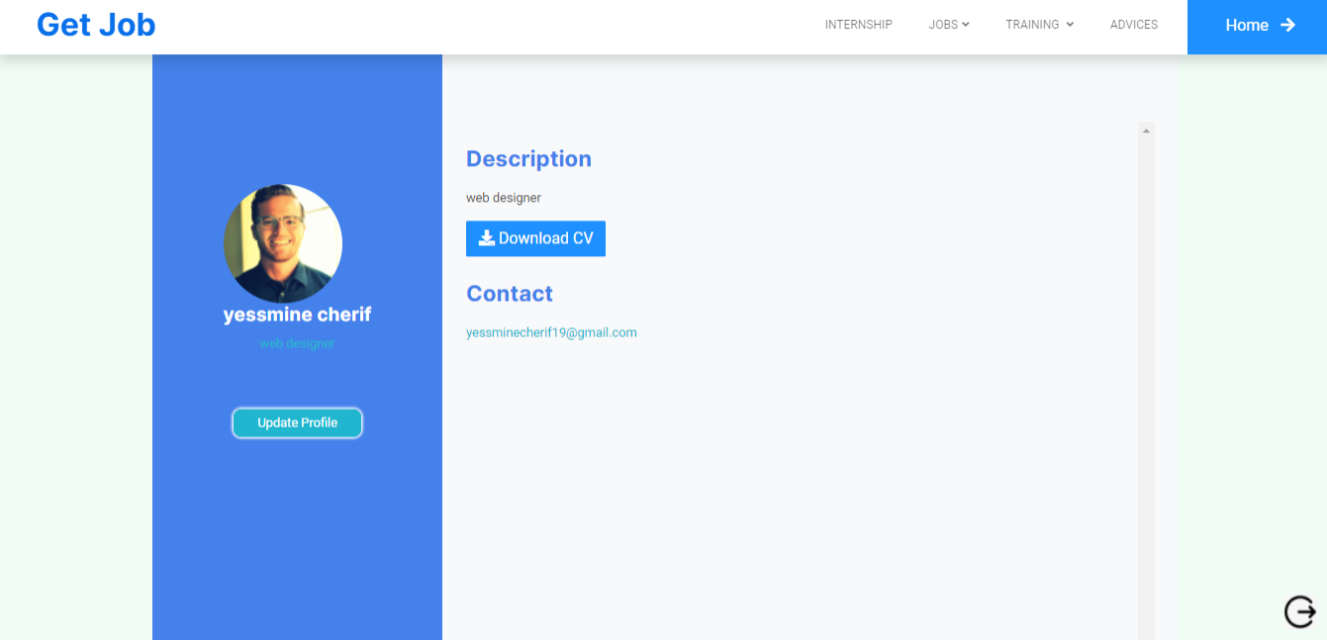 Get Job
INTERNSHIP
JOBS
TRAINING
ADVICES
Home
yessmine cherif
web designer
Update Profile
Description
web designer
Download CV
Contact
yessminecherif19@gmail.com